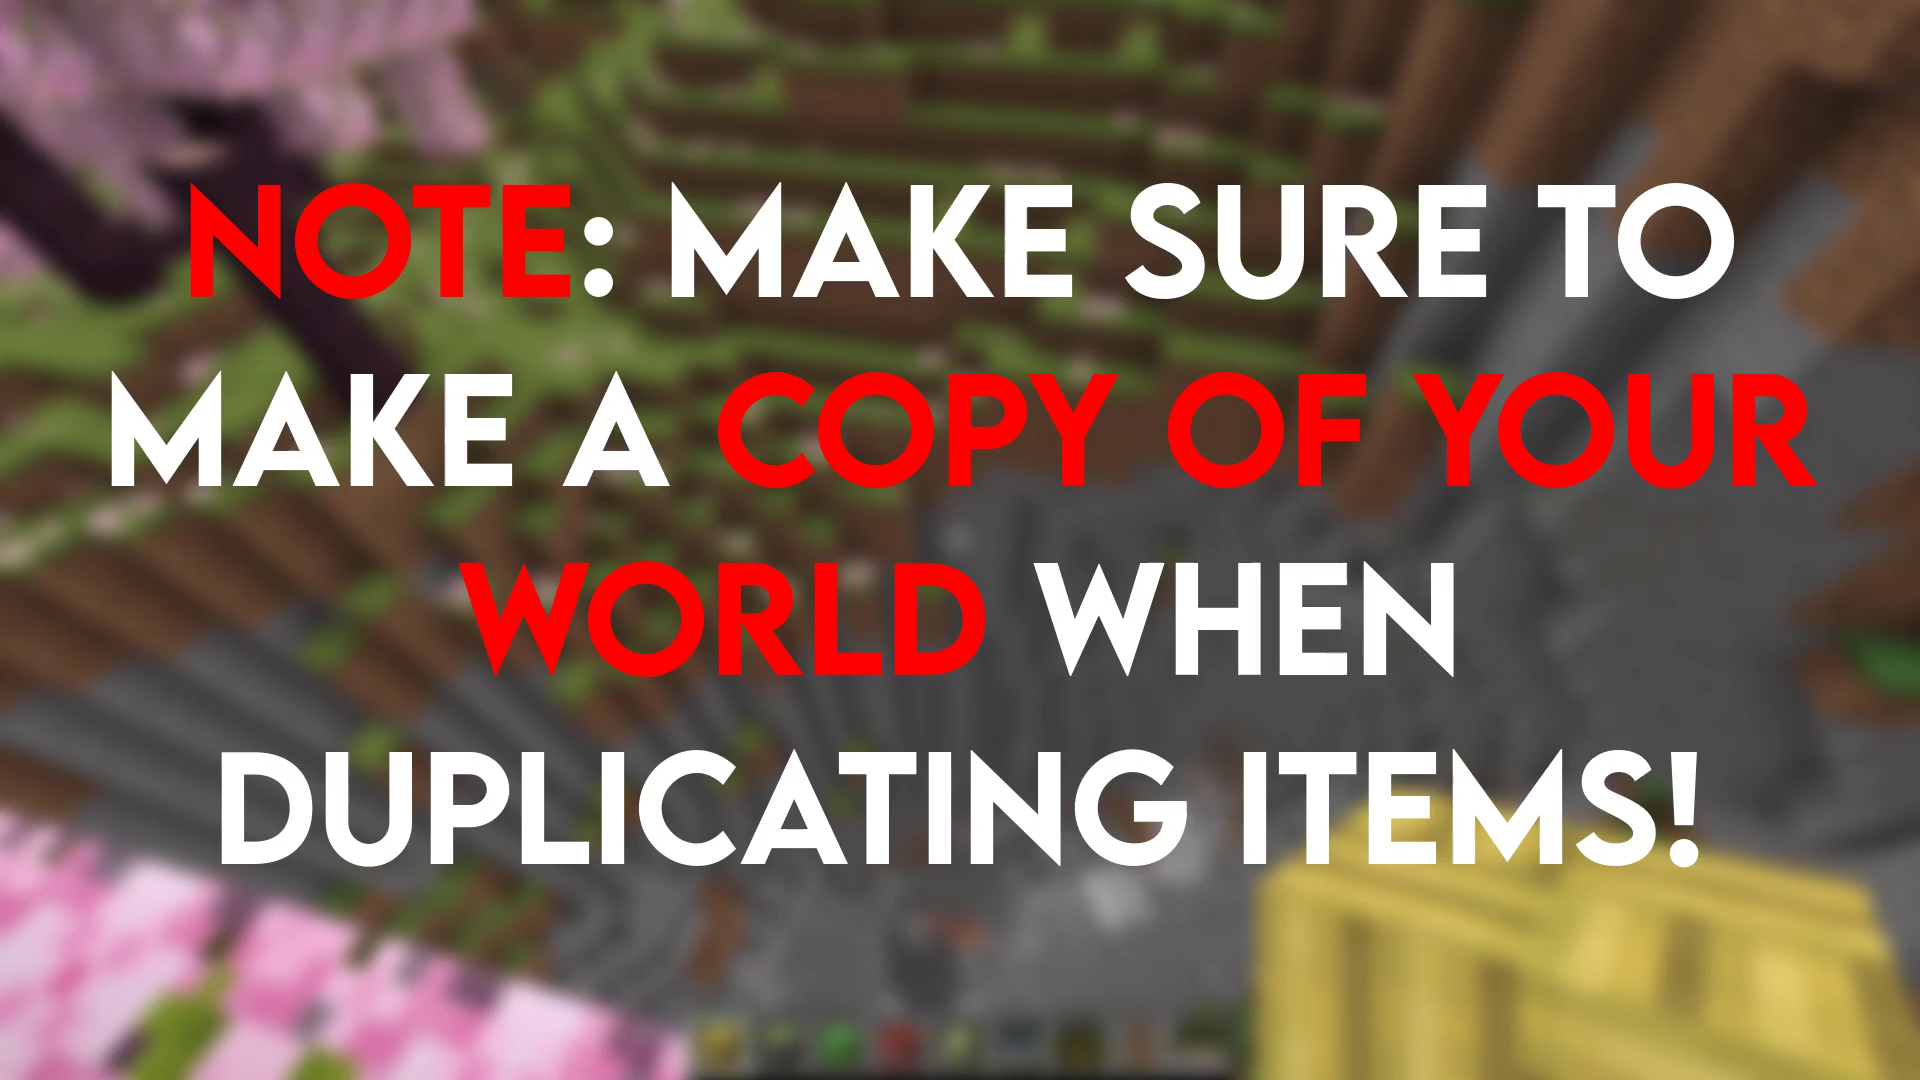 NOTE: MAKE SURE TO
MAKE A COPY OF YOUR
WORLD WHEN
DUPLICATING ITEMS!